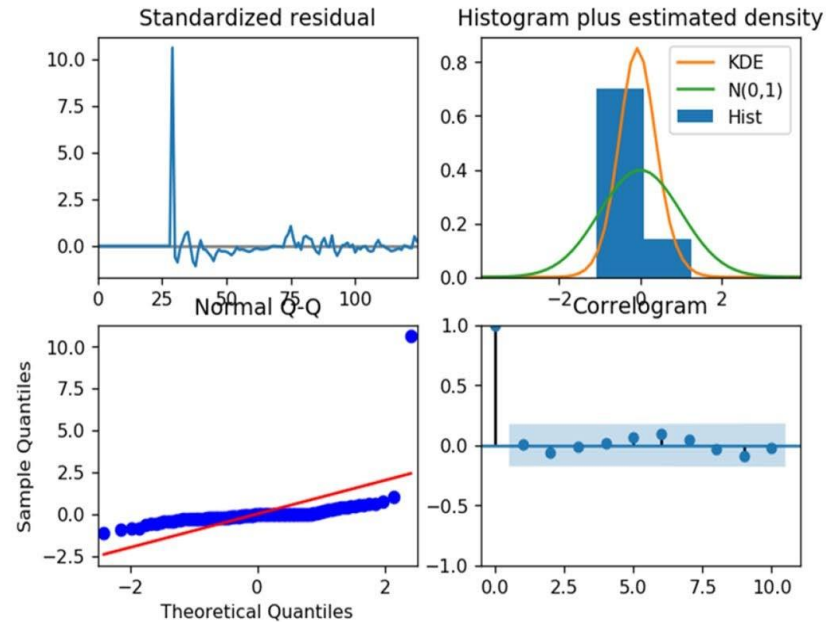 Standardized residual
10.0
7.5
5.0
2.5
0.0
0 25 50 75 100
Histogram plus estimated density
KDE
N(0,1)
Hist
0.8
0.6
0.4
0.2
0.0
−2 0 2
Normal Q-Q
Sample Quantiles
10.0
7.5
5.0
2.5
0.0
−2.5
−2 0 2
Theoretical Quantiles
Correlogram
1.0
0.5
0.0
−0.5
−1.0
0.0 2.5 5.0 7.5 10.0